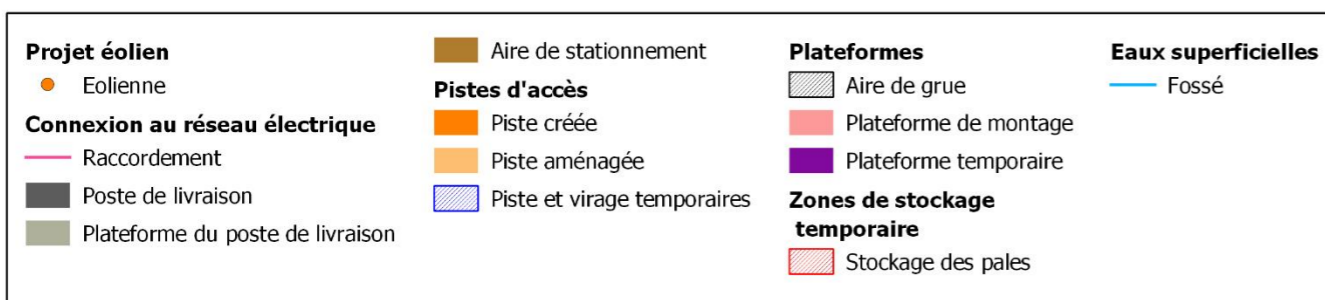 Projet éolien
Eolienne
Connexion au réseau électrique
Raccordement
Poste de livraison
Plateforme du poste de livraison
Aire de stationnement
Pistes d'accès
Piste créée
Piste aménagée
Piste et virage temporaires
Plateformes
Aire de grue
Plateforme de montage
Plateforme temporaire
Zones de stockage
temporaire
Stockage des pales
Eaux superficielles
Fossé